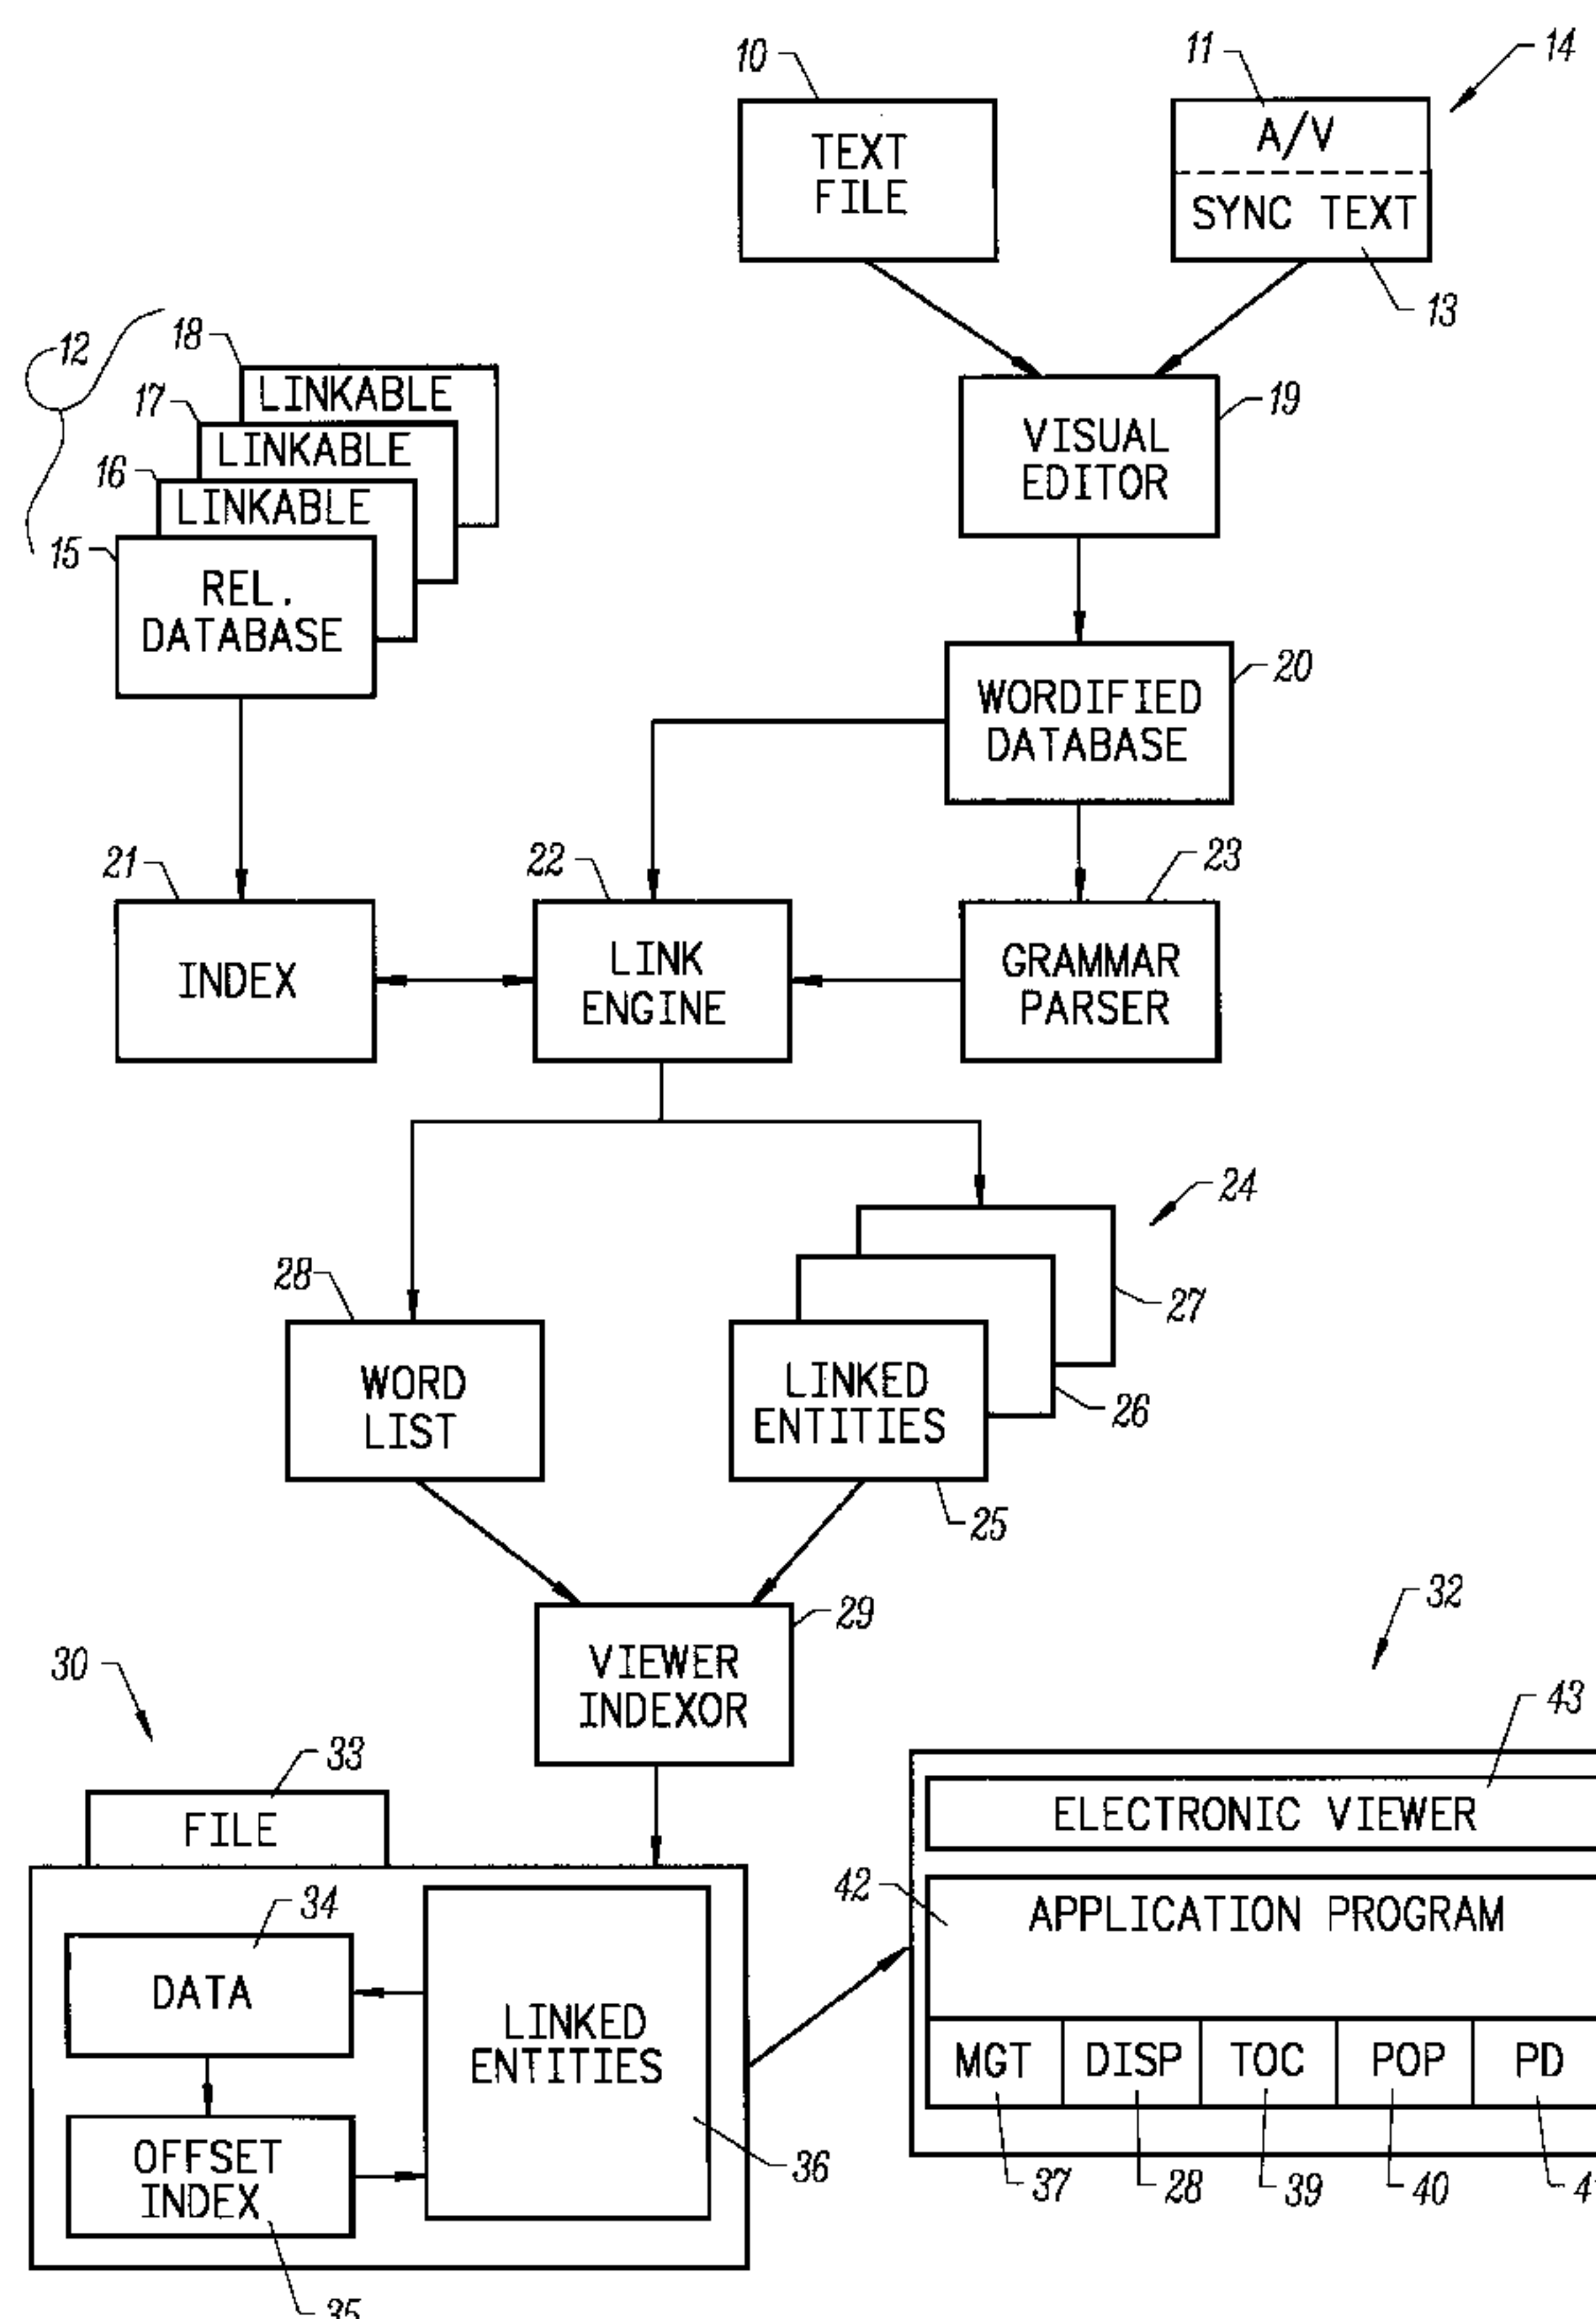 10
11
14
A/V
TEXT
FILE
SYNC TEXT
13
12
18
LINKABLE
17
LINKABLE
16
LINKABLE
15
REL.
DATABASE
19
VISUAL
EDITOR
20
WORDIFIED
DATABASE
21
22
23
INDEX
LINK
ENGINE
GRAMMAR
PARSER
24
28
27
WORD
LIST
LINKED
ENTITIES
26
25
29
VIEWER
INDEXOR
30
32
33
FILE
43
ELECTRONIC VIEWER
34
42
APPLICATION PROGRAM
DATA
LINKED
ENTITIES
MGT
DISP
TOC
POP
PD
OFFSET
INDEX
36
37
28
39
40
35